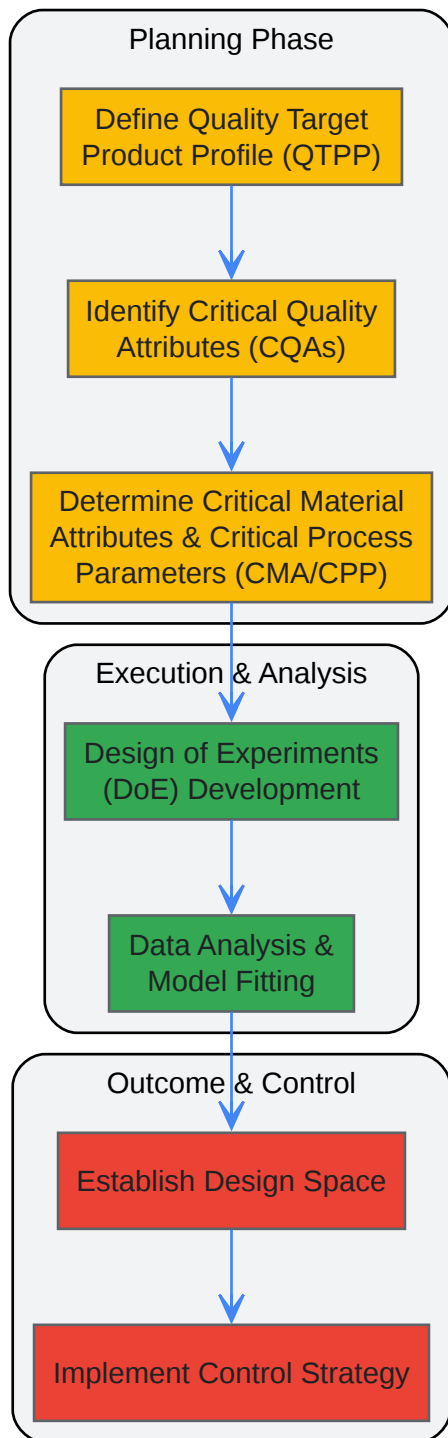 Planning Phase
Define Quality Target
Product Profile (QTPP)
Identify Critical Quality
Attributes (CQAs)
Determine Critical Material
Attributes & Critical Process
Parameters (CMA/CPP)
Execution & Analysis
Design of Experiments
(DoE) Development
Data Analysis &
Model Fitting
Outcome & Control
Establish Design Space
Implement Control Strategy